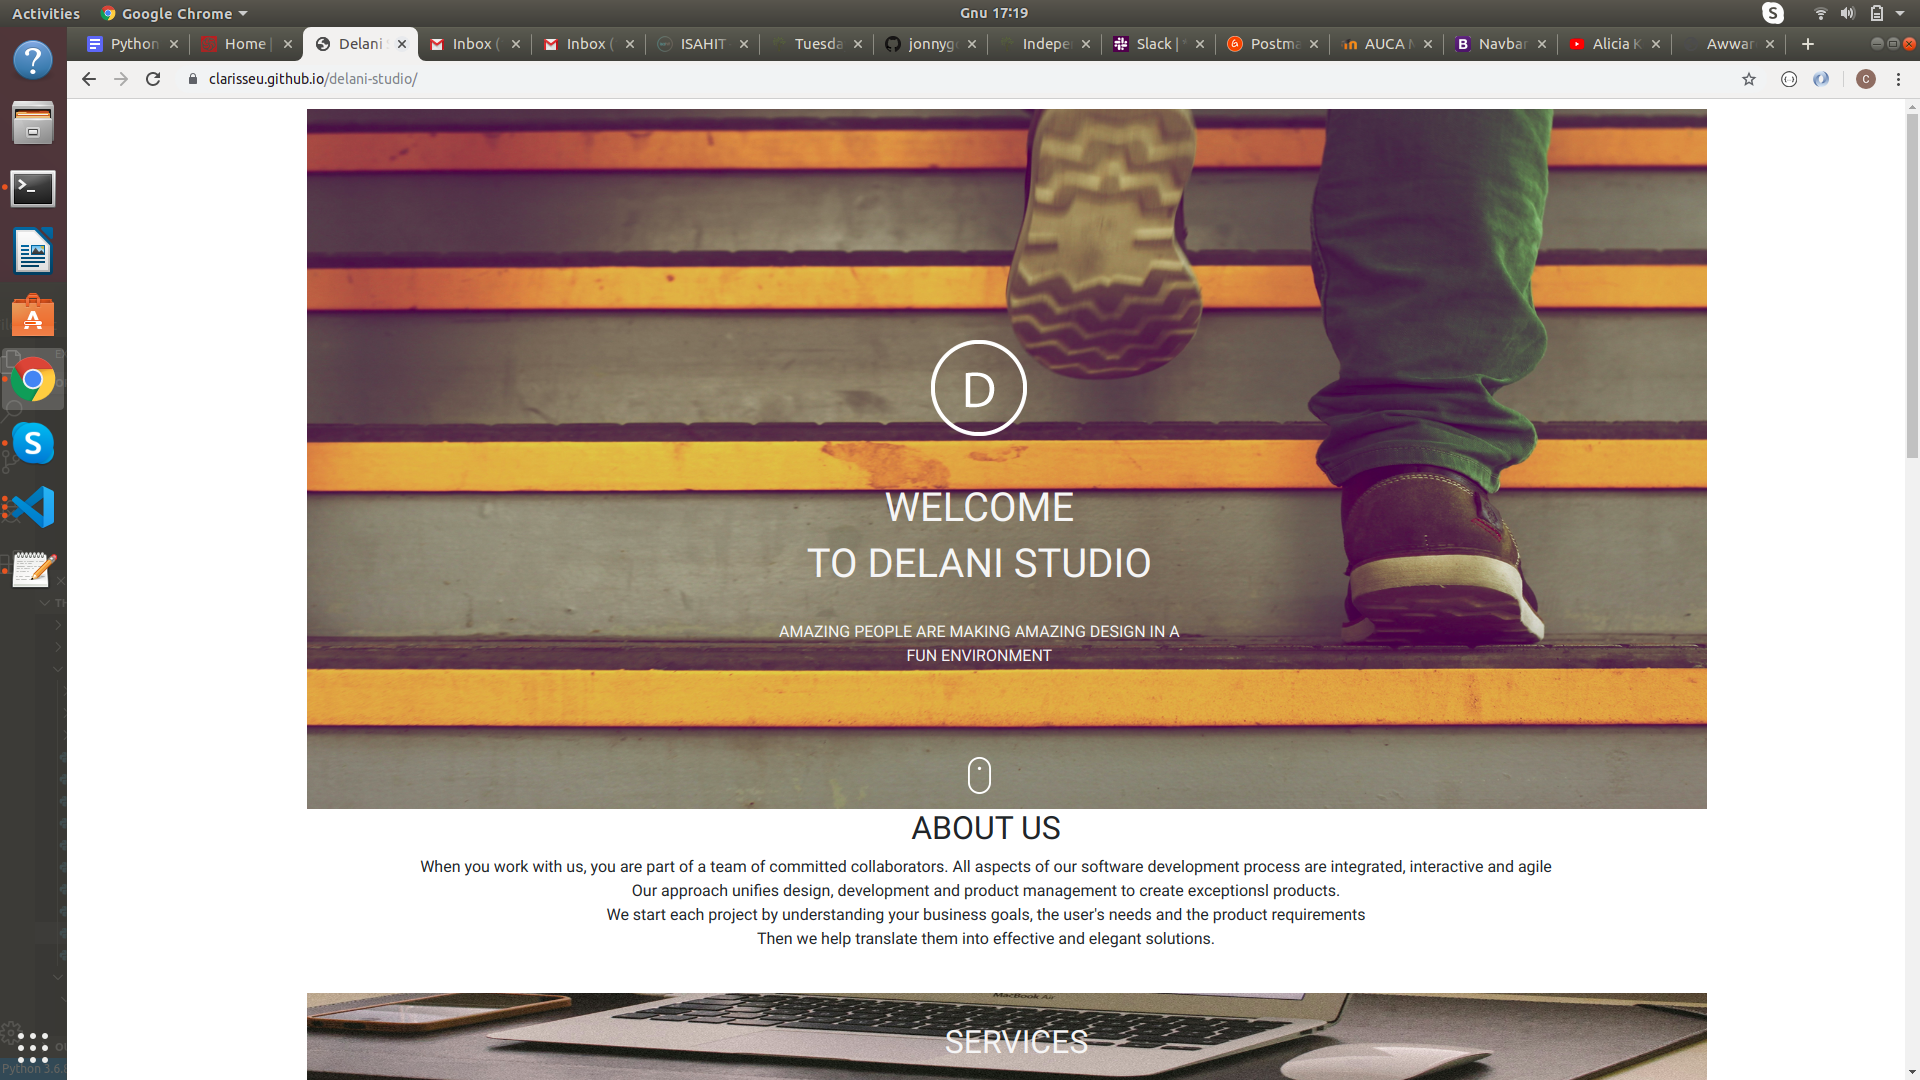 Activities
Google Chrome
Gnu 17:19
Python
Home |
Delani
Inbox (
Inbox (
ISAHIT
Tuesda
jonnyg
Indepe
Slack |
Postma
AUCA
Navbar
Alicia K
Awwar
clarisseu.github.io/delani-studio/
C
D
WELCOME
TO DELANI STUDIO
AMAZING PEOPLE ARE MAKING AMAZING DESIGN IN A
FUN ENVIRONMENT
ABOUT US
When you work with us, you are part of a team of committed collaborators. All aspects of our software development process are integrated, interactive and agile
Our approach unifies design, development and product management to create exceptionsl products.
We start each project by understanding your business goals, the user's needs and the product requirements
Then we help translate them into effective and elegant solutions.
MacBook Air
SERVICES
Python 3.6.